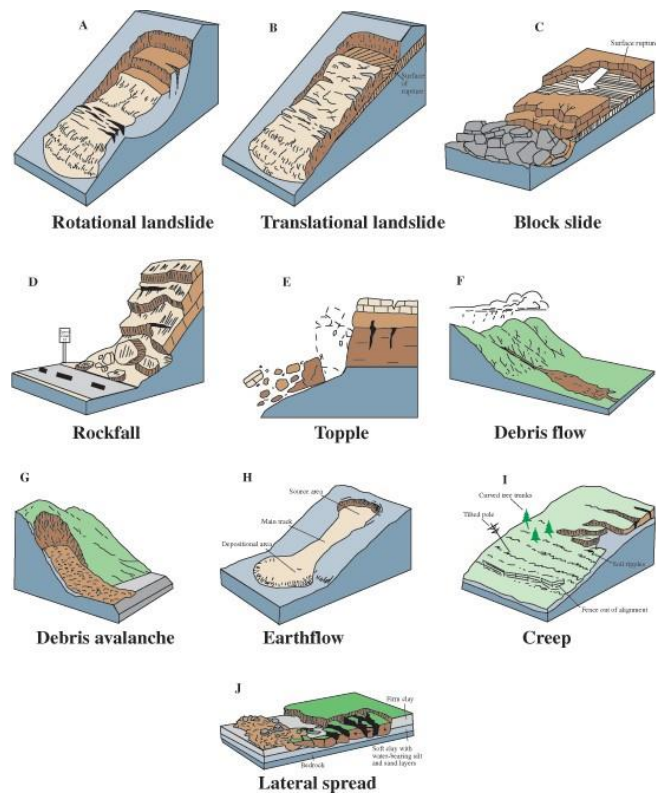 A
B
Surface
of
rupture
C
Surface rupture
Rotational landslide
Translational landslide
Block slide
D
E
F
Rockfall
Topple
Debris flow
G
H
Source area
Main track
Depositional area
I
Curved tree trunks
Tilted pole
Soil ripples
Fence out of alignment
Debris avalanche
Earthflow
Creep
J
Firm clay
Soft clay with
water-bearing silt
and sand layers
Bedrock
Lateral spread